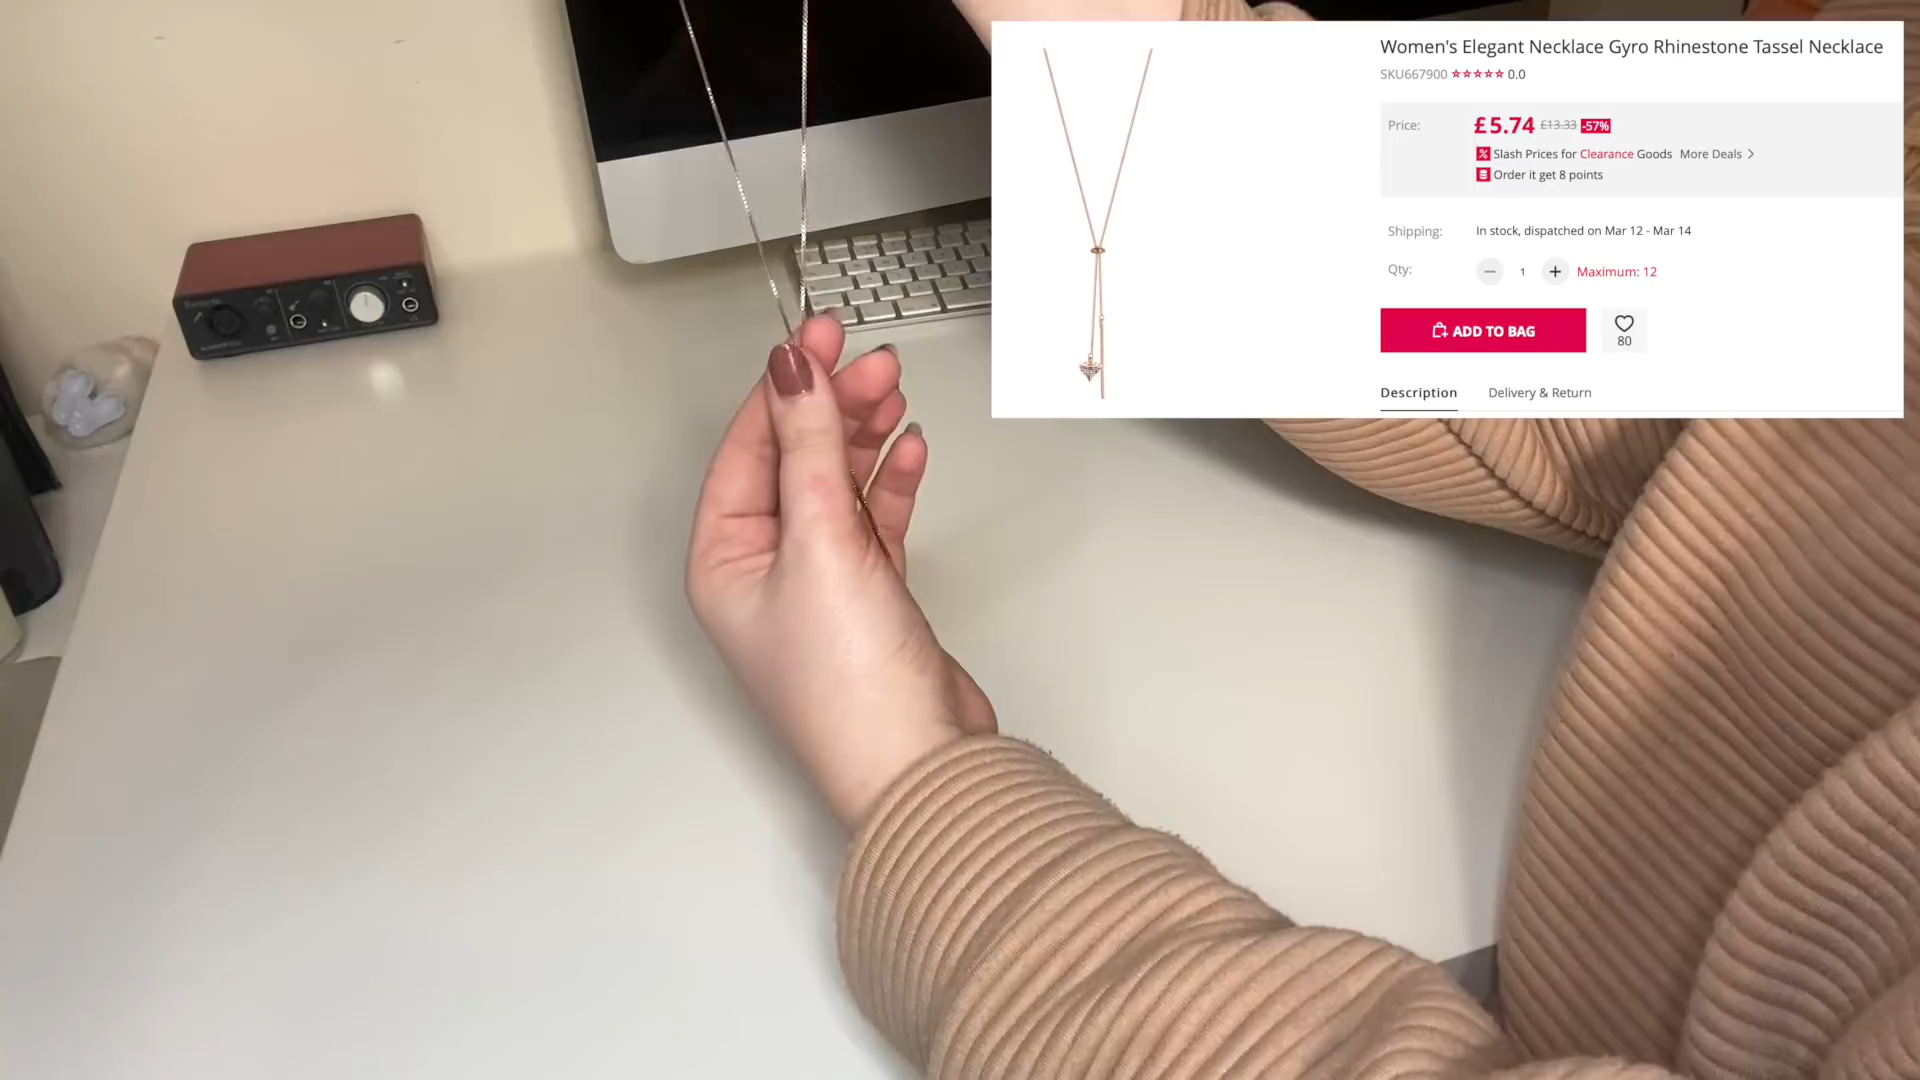 Women's Elegant Necklace Gyro Rhinestone Tassel Necklace
SKU667900 ☆☆☆☆☆ 0.0
Price: £5.74 £13.33 -57%
% Slash Prices for Clearance Goods More Deals >
Order it get 8 points
Shipping: In stock, dispatched on Mar 12 - Mar 14
Qty: − 1 + Maximum: 12
ADD TO BAG
80
Description Delivery & Return